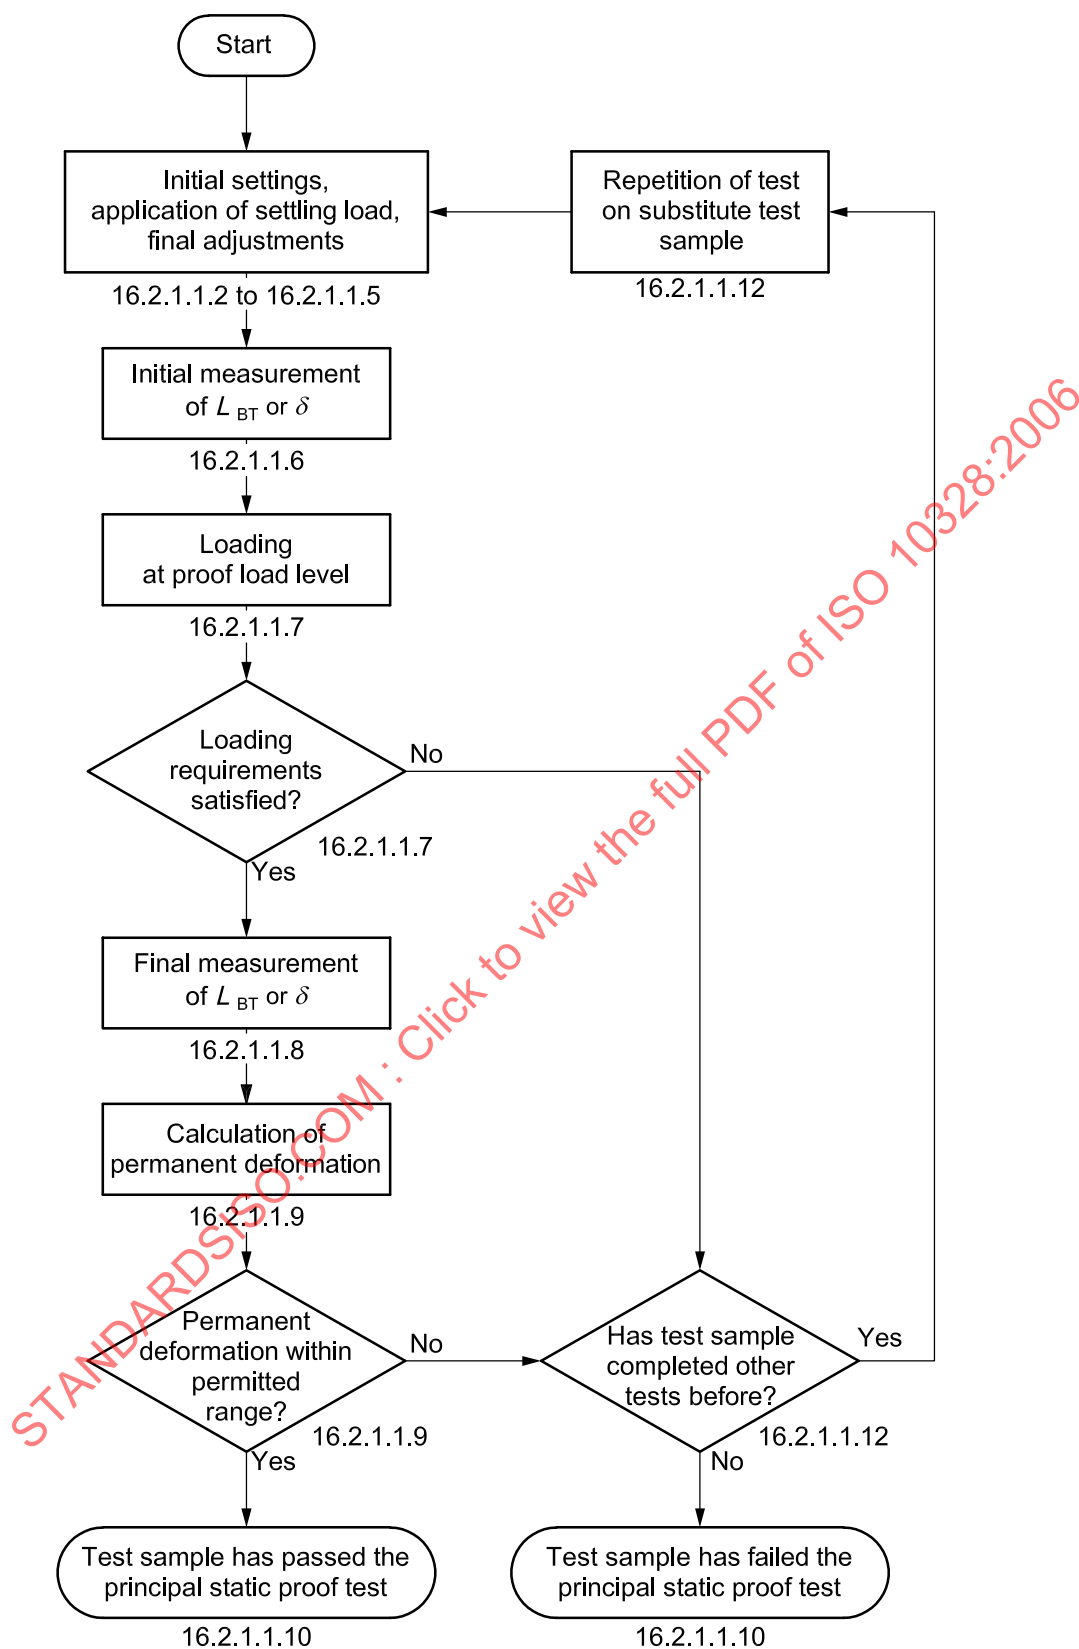 Start
Initial settings,
application of settling load,
final adjustments
16.2.1.1.2 to 16.2.1.1.5
Repetition of test
on substitute test
sample
16.2.1.1.12
Initial measurement
of L BT or δ
16.2.1.1.6
Loading
at proof load level
16.2.1.1.7
Loading
requirements
satisfied?
No
16.2.1.1.7
Yes
Final measurement
of L BT or δ
16.2.1.1.8
Calculation of
permanent deformation
16.2.1.1.9
Permanent
deformation within
permitted
range?
No
16.2.1.1.9
Yes
Has test sample
completed other
tests before?
Yes
16.2.1.1.12
No
Test sample has passed the
principal static proof test
16.2.1.1.10
Test sample has failed the
principal static proof test
16.2.1.1.10
STANDARDSISO.COM : Click to view the full PDF of ISO 10328:2006